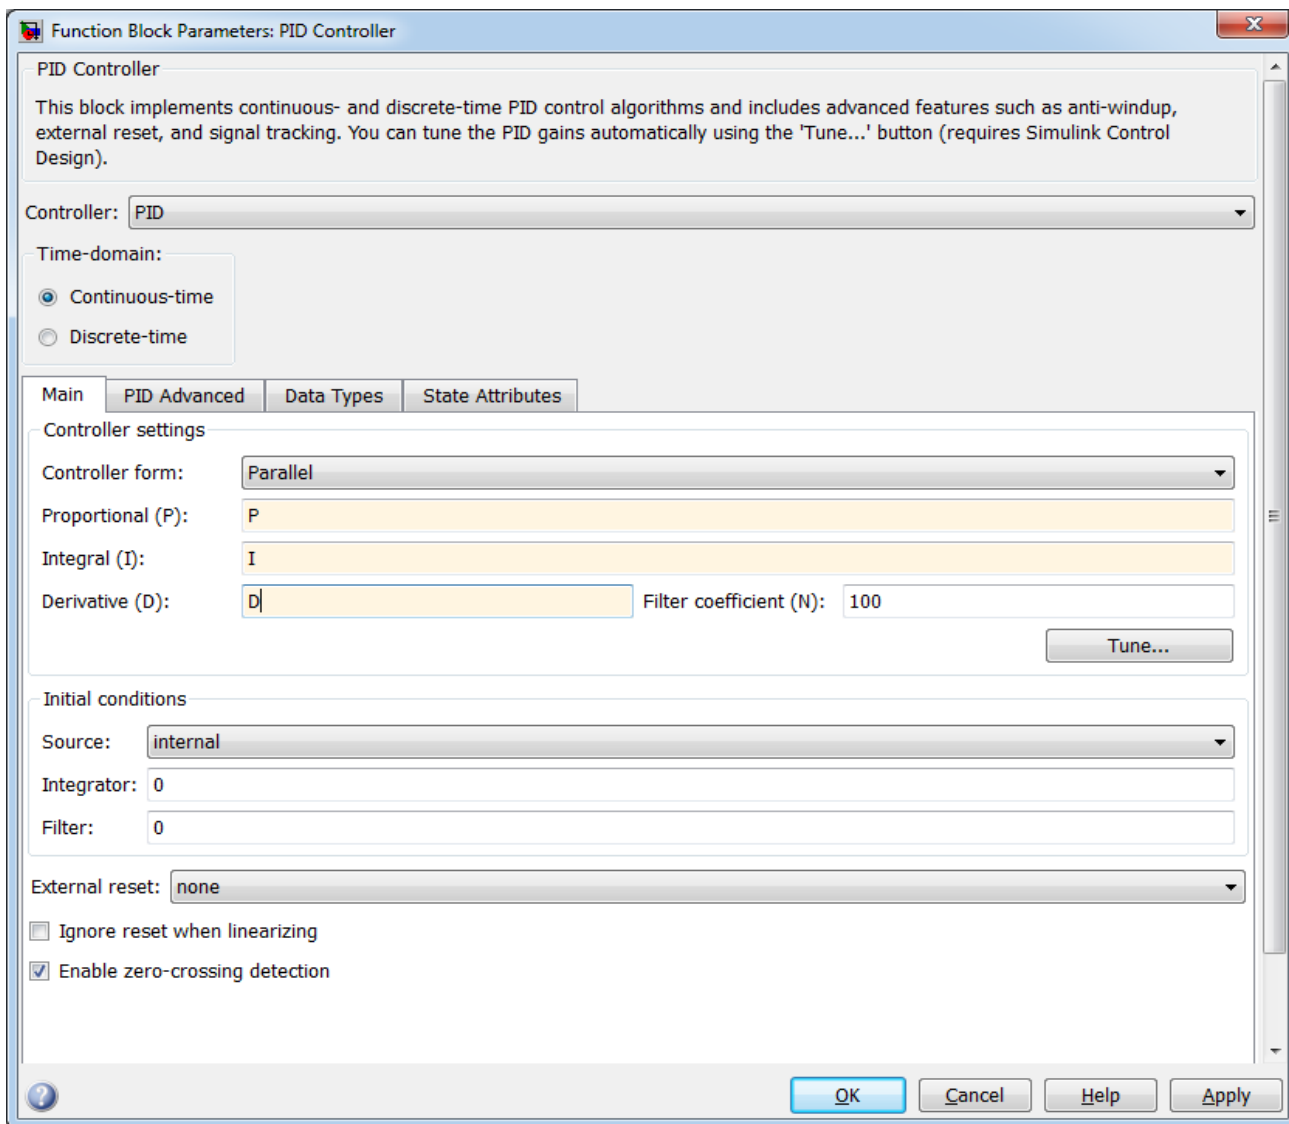 Function Block Parameters: PID Controller
PID Controller
This block implements continuous- and discrete-time PID control algorithms and includes advanced features such as anti-windup,
external reset, and signal tracking. You can tune the PID gains automatically using the 'Tune...' button (requires Simulink Control
Design).
Controller: PID
Time-domain:
Continuous-time
Discrete-time
Main PID Advanced Data Types State Attributes
Controller settings
Controller form: Parallel
Proportional (P): P
Integral (I): I
Derivative (D): D Filter coefficient (N): 100
Tune...
Initial conditions
Source: internal
Integrator: 0
Filter: 0
External reset: none
Ignore reset when linearizing
Enable zero-crossing detection
? OK Cancel Help Apply